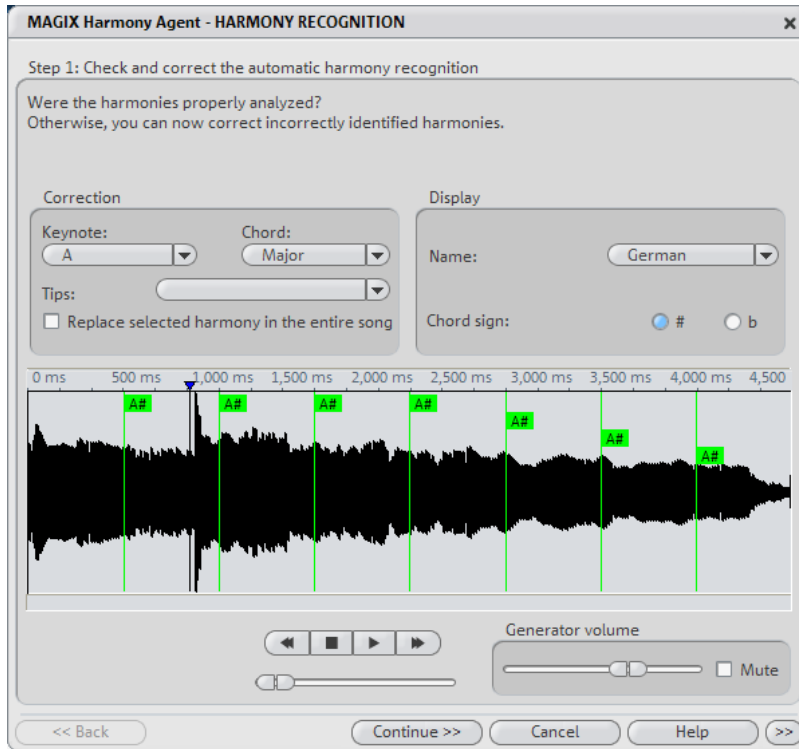 MAGIX Harmony Agent - HARMONY RECOGNITION
Step 1: Check and correct the automatic harmony recognition
Were the harmonies properly analyzed?
Otherwise, you can now correct incorrectly identified harmonies.
Correction
Display
Keynote:
Chord:
A
Major
Name:
German
Tips:
Replace selected harmony in the entire song
Chord sign:
#
b
0 ms 500 ms 1,000 ms 1,500 ms 2,000 ms 2,500 ms 3,000 ms 3,500 ms 4,000 ms 4,500
A# A# A# A# A# A# A#
Generator volume
Mute
<< Back
Continue >>
Cancel
Help
>>